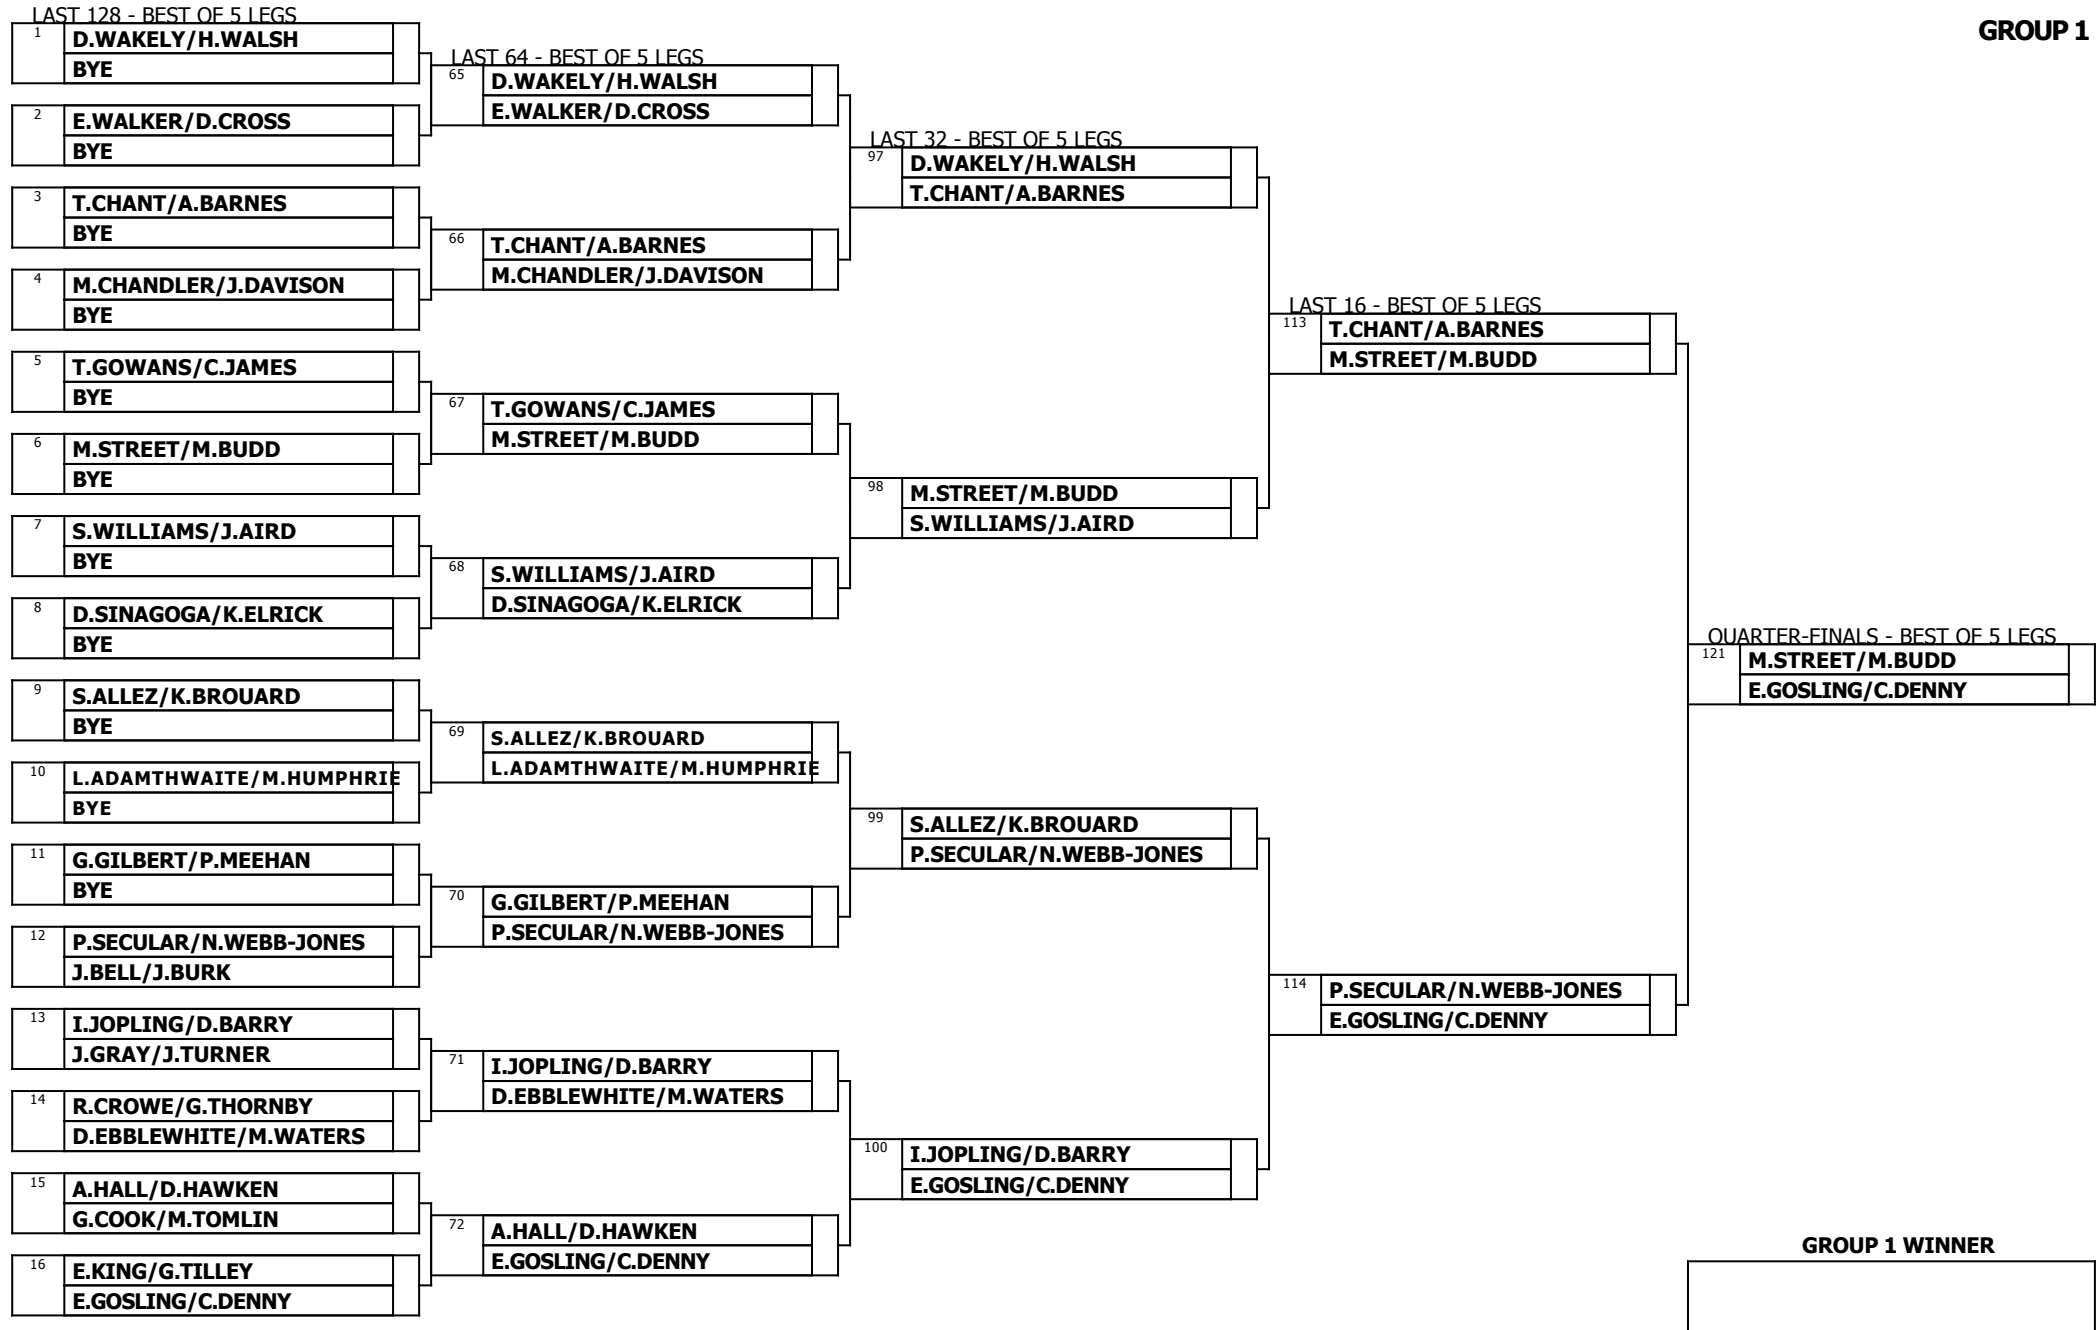 GROUP 1
LAST 128 - BEST OF 5 LEGS
1
D.WAKELY/H.WALSH
BYE
2
E.WALKER/D.CROSS
BYE
3
T.CHANT/A.BARNES
BYE
4
M.CHANDLER/J.DAVISON
BYE
5
T.GOWANS/C.JAMES
BYE
6
M.STREET/M.BUDD
BYE
7
S.WILLIAMS/J.AIRD
BYE
8
D.SINAGOGA/K.ELRICK
BYE
9
S.ALLEZ/K.BROUARD
BYE
10
L.ADAMTHWAITE/M.HUMPHRIE
BYE
11
G.GILBERT/P.MEEHAN
BYE
12
P.SECULAR/N.WEBB-JONES
J.BELL/J.BURK
13
I.JOPLING/D.BARRY
J.GRAY/J.TURNER
14
R.CROWE/G.THORNBY
D.EBBLEWHITE/M.WATERS
15
A.HALL/D.HAWKEN
G.COOK/M.TOMLIN
16
E.KING/G.TILLEY
E.GOSLING/C.DENNY
LAST 64 - BEST OF 5 LEGS
65
D.WAKELY/H.WALSH
E.WALKER/D.CROSS
66
T.CHANT/A.BARNES
M.CHANDLER/J.DAVISON
67
T.GOWANS/C.JAMES
M.STREET/M.BUDD
68
S.WILLIAMS/J.AIRD
D.SINAGOGA/K.ELRICK
69
S.ALLEZ/K.BROUARD
L.ADAMTHWAITE/M.HUMPHRIE
70
G.GILBERT/P.MEEHAN
P.SECULAR/N.WEBB-JONES
71
I.JOPLING/D.BARRY
D.EBBLEWHITE/M.WATERS
72
A.HALL/D.HAWKEN
E.GOSLING/C.DENNY
LAST 32 - BEST OF 5 LEGS
97
D.WAKELY/H.WALSH
T.CHANT/A.BARNES
98
M.STREET/M.BUDD
S.WILLIAMS/J.AIRD
99
S.ALLEZ/K.BROUARD
P.SECULAR/N.WEBB-JONES
100
I.JOPLING/D.BARRY
E.GOSLING/C.DENNY
LAST 16 - BEST OF 5 LEGS
113
T.CHANT/A.BARNES
M.STREET/M.BUDD
114
P.SECULAR/N.WEBB-JONES
E.GOSLING/C.DENNY
QUARTER-FINALS - BEST OF 5 LEGS
121
M.STREET/M.BUDD
E.GOSLING/C.DENNY
GROUP 1 WINNER